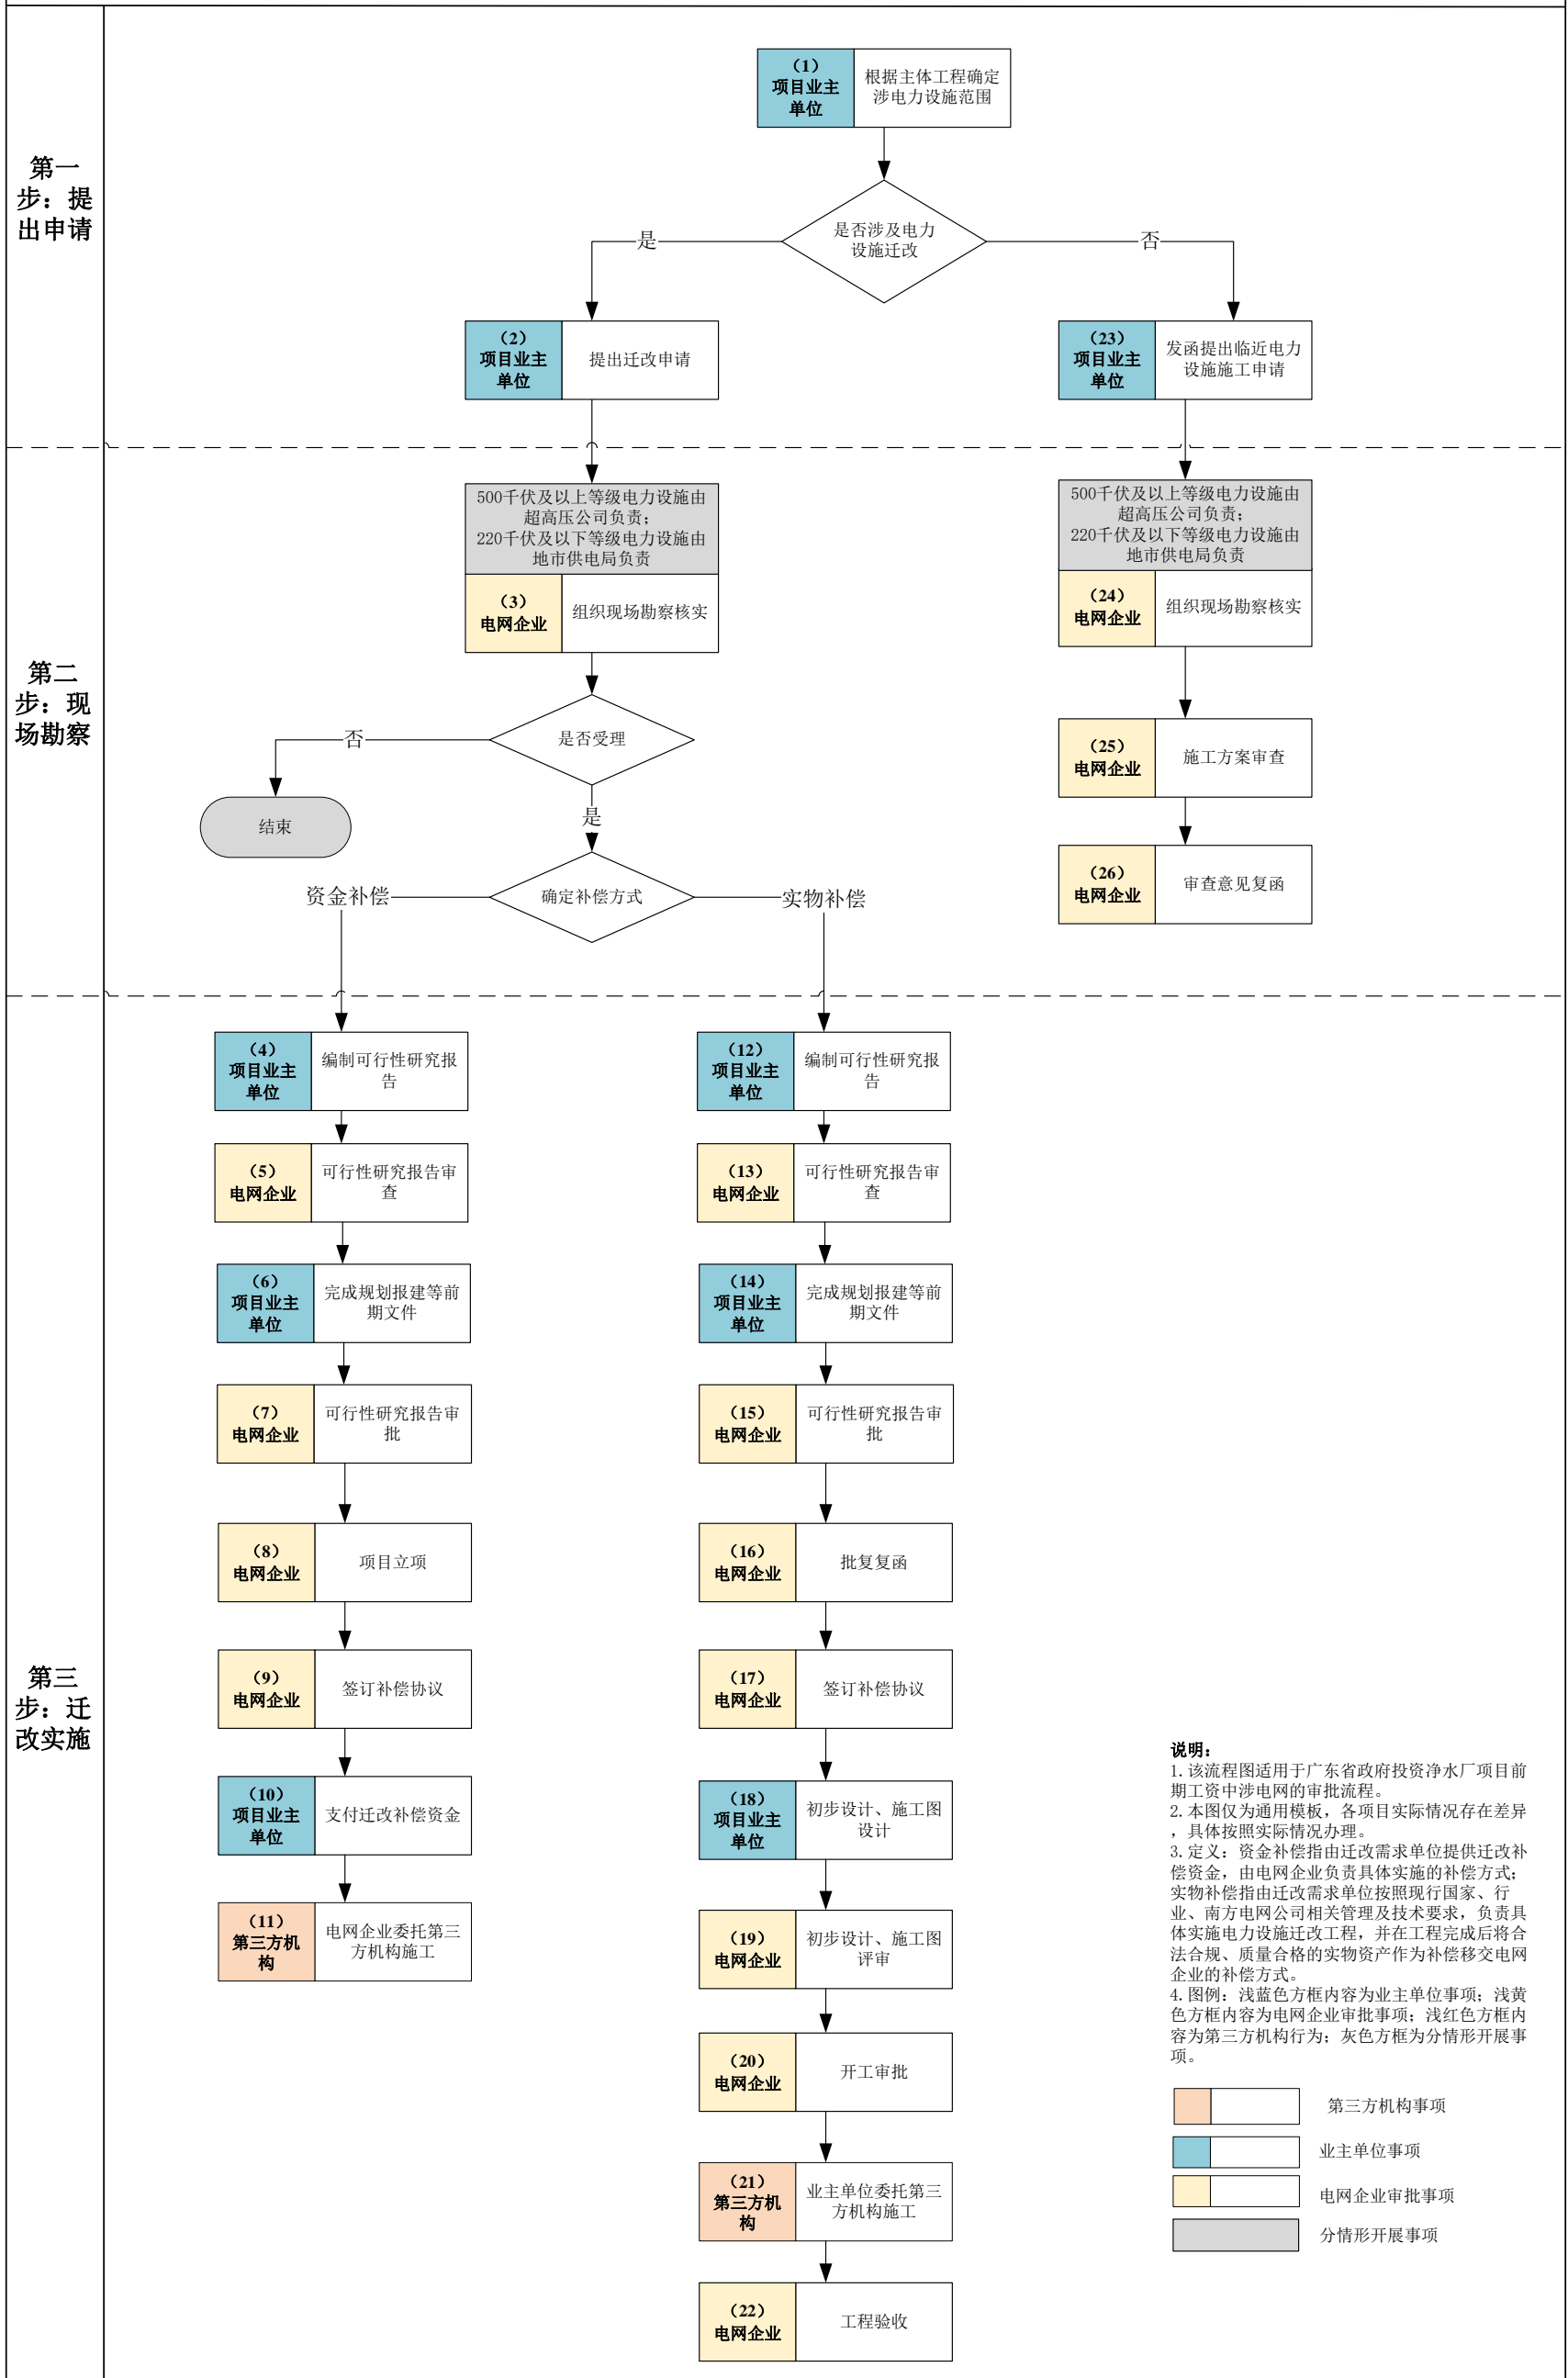 第一
步：提
出申请
（1）
项目业主
单位
根据主体工程确定
涉电力设施范围
是否涉及电力
设施迁改
是
否
（2）
项目业主
单位
提出迁改申请
（23）
项目业主
单位
发函提出临近电力
设施施工申请
第二
步：现
场勘察
500千伏及以上等级电力设施由
超高压公司负责；
220千伏及以下等级电力设施由
地市供电局负责
（3）
电网企业
组织现场勘察核实
500千伏及以上等级电力设施由
超高压公司负责；
220千伏及以下等级电力设施由
地市供电局负责
（24）
电网企业
组织现场勘察核实
是否受理
否
结束
是
（25）
电网企业
施工方案审查
确定补偿方式
资金补偿
实物补偿
（26）
电网企业
审查意见复函
第三
步：迁
改实施
（4）
项目业主
单位
编制可行性研究报
告
（5）
电网企业
可行性研究报告审
查
（6）
项目业主
单位
完成规划报建等前
期文件
（7）
电网企业
可行性研究报告审
批
（8）
电网企业
项目立项
（9）
电网企业
签订补偿协议
（10）
项目业主
单位
支付迁改补偿资金
（11）
第三方机
构
电网企业委托第三
方机构施工
（12）
项目业主
单位
编制可行性研究报
告
（13）
电网企业
可行性研究报告审
查
（14）
项目业主
单位
完成规划报建等前
期文件
（15）
电网企业
可行性研究报告审
批
（16）
电网企业
批复复函
（17）
电网企业
签订补偿协议
（18）
项目业主
单位
初步设计、施工图
设计
（19）
电网企业
初步设计、施工图
评审
（20）
电网企业
开工审批
（21）
第三方机
构
业主单位委托第三
方机构施工
（22）
电网企业
工程验收
说明：
1.该流程图适用于广东省政府投资净水厂项目前
期工资中涉电网的审批流程。
2.本图仅为通用模板，各项目实际情况存在差异
，具体按照实际情况办理。
3.定义：资金补偿指由迁改需求单位提供迁改补
偿资金，由电网企业负责具体实施的补偿方式；
实物补偿指由迁改需求单位按照现行国家、行
业、南方电网公司相关管理及技术要求，负责具
体实施电力设施迁改工程，并在工程完成后将合
法合规、质量合格的实物资产作为补偿移交电网
企业的补偿方式。
4.图例：浅蓝色方框内容为业主单位事项；浅黄
色方框内容为电网企业审批事项；浅红色方框内
容为第三方机构行为；灰色方框为分情形开展事
项。
第三方机构事项
业主单位事项
电网企业审批事项
分情形开展事项